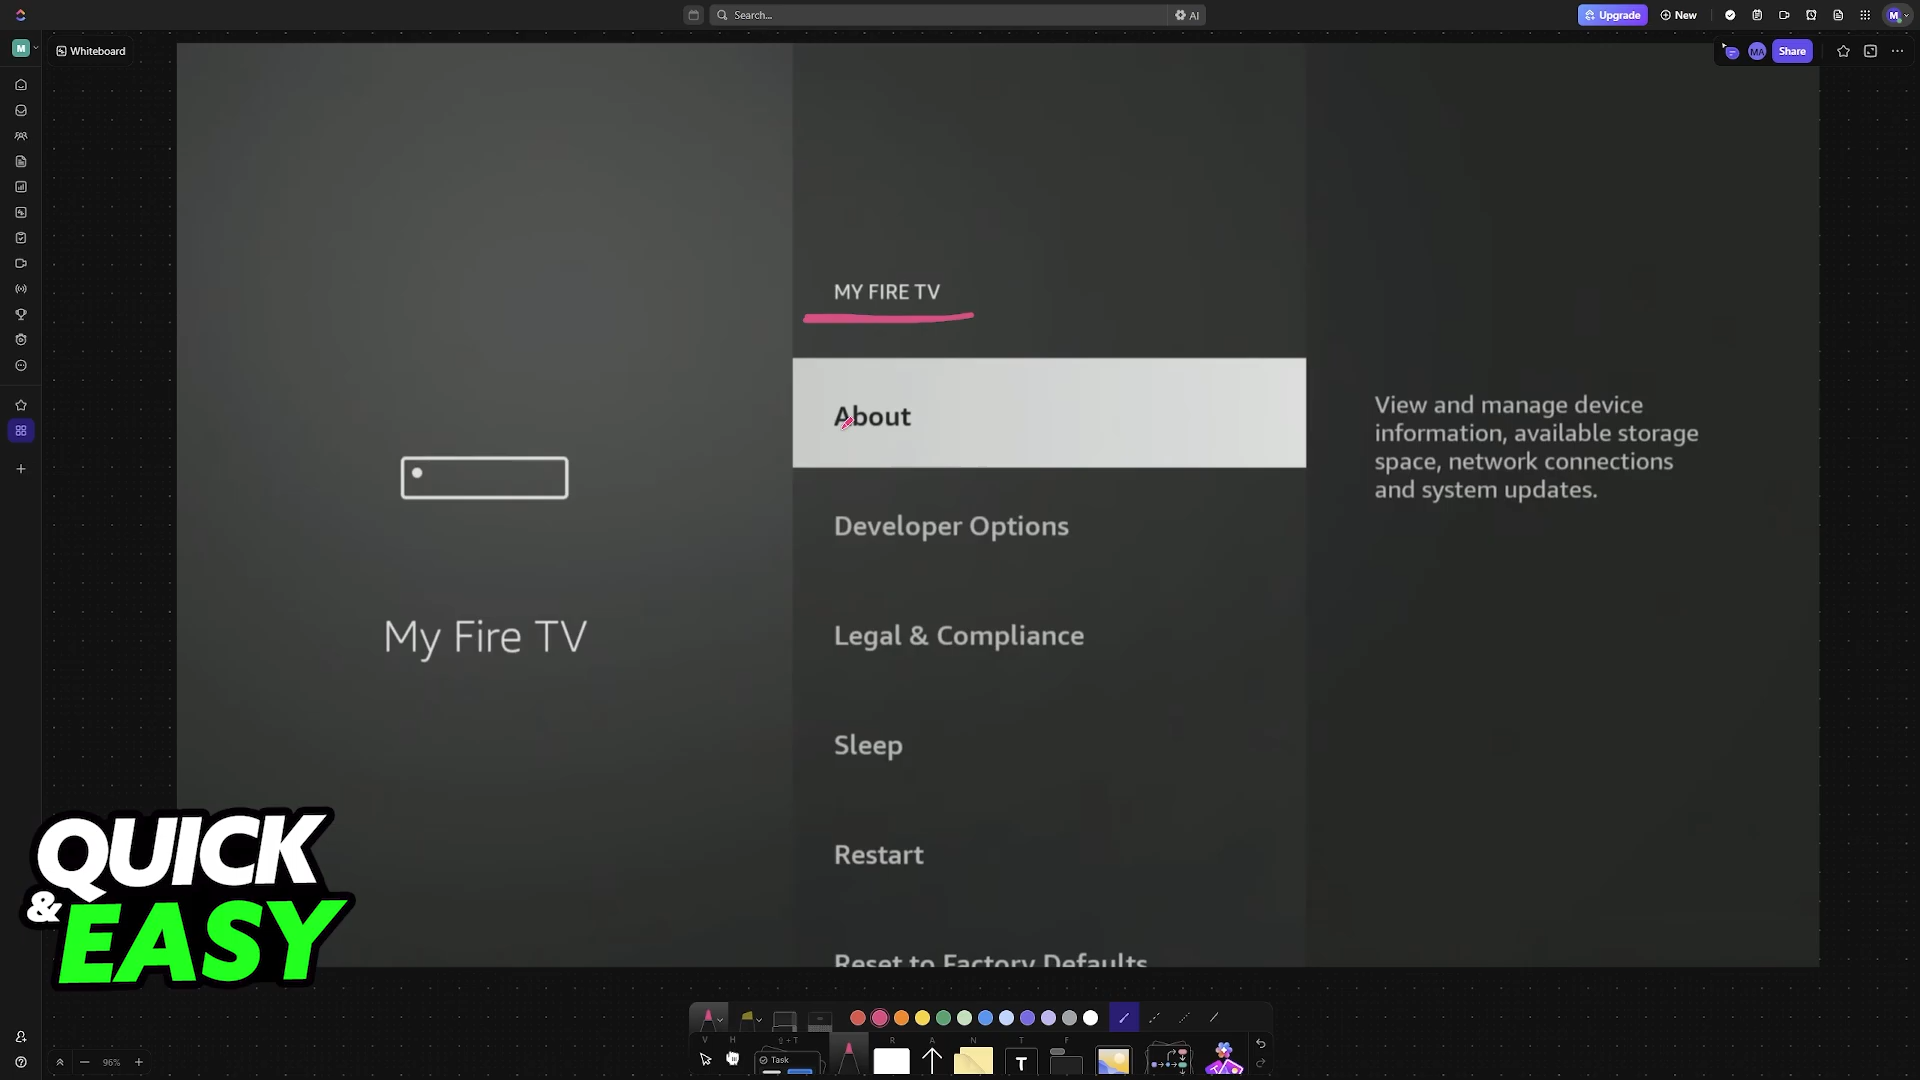 Search...
AI
Upgrade
New
M
M
Whiteboard
MA
Share
MY FIRE TV
About
View and manage device
information, available storage
space, network connections
and system updates.
Developer Options
My Fire TV
Legal & Compliance
Sleep
Restart
Reset to Factory Defaults
QUICK
& EASY
V
H
⇧+T
R
A
N
T
F
Task
T
96%